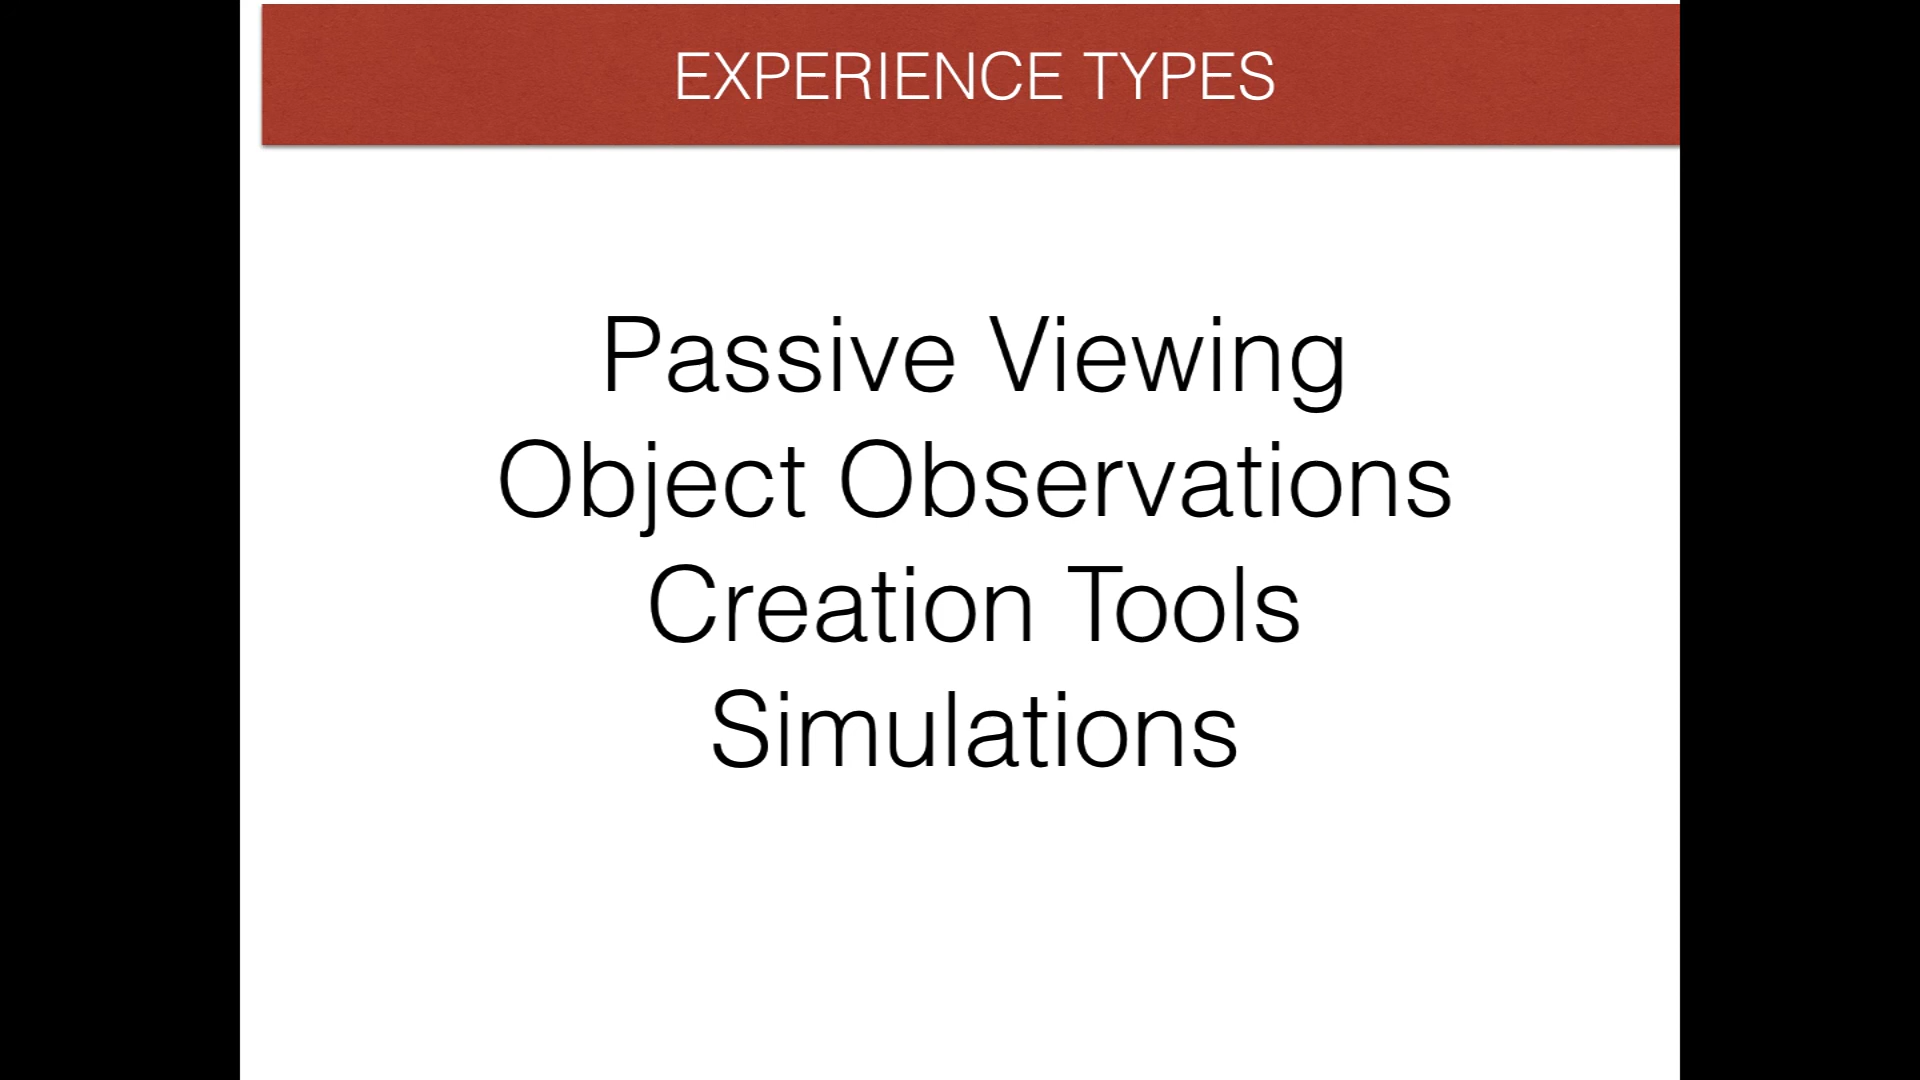 EXPERIENCE TYPES
Passive Viewing
Object Observations
Creation Tools
Simulations